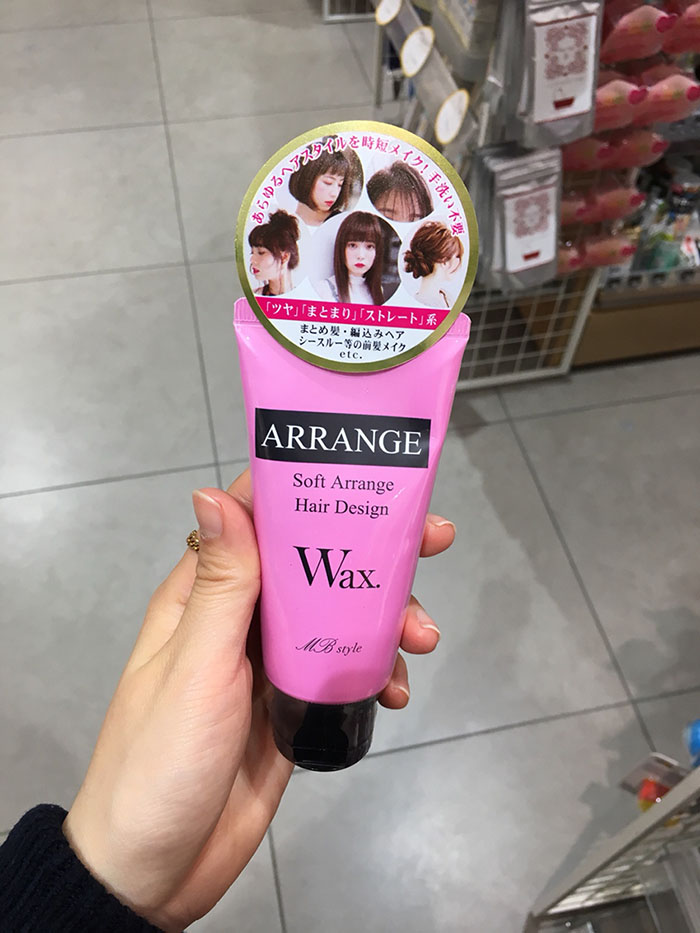 あらゆるヘアスタイルを時短メイク!手洗い不要
「ツヤ」「まとまり」「ストレート」系
まとめ髪・編込みヘア
シースルー等の前髪メイク
etc.
ARRANGE
Soft Arrange
Hair Design
Wax.
MB style